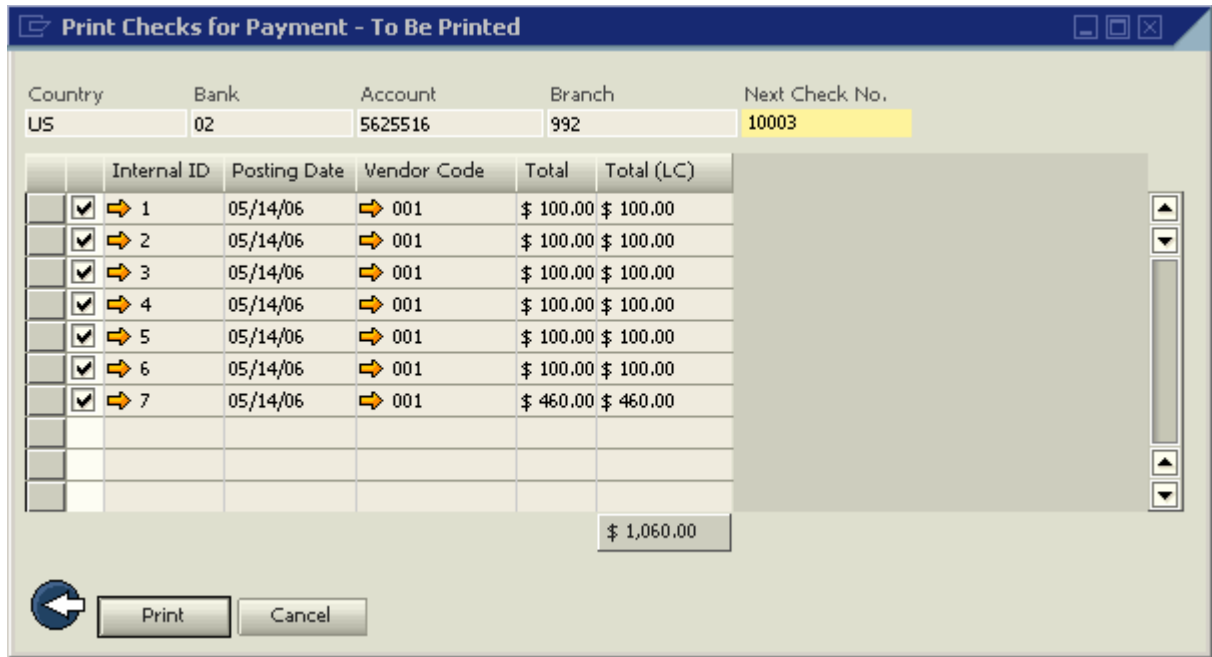 Print Checks for Payment - To Be Printed
Country Bank Account Branch Next Check No.
US 02 5625516 992 10003
Internal ID Posting Date Vendor Code Total Total (LC)
1 05/14/06 001 $ 100.00 $ 100.00
2 05/14/06 001 $ 100.00 $ 100.00
3 05/14/06 001 $ 100.00 $ 100.00
4 05/14/06 001 $ 100.00 $ 100.00
5 05/14/06 001 $ 100.00 $ 100.00
6 05/14/06 001 $ 100.00 $ 100.00
7 05/14/06 001 $ 460.00 $ 460.00
$ 1,060.00
Print Cancel